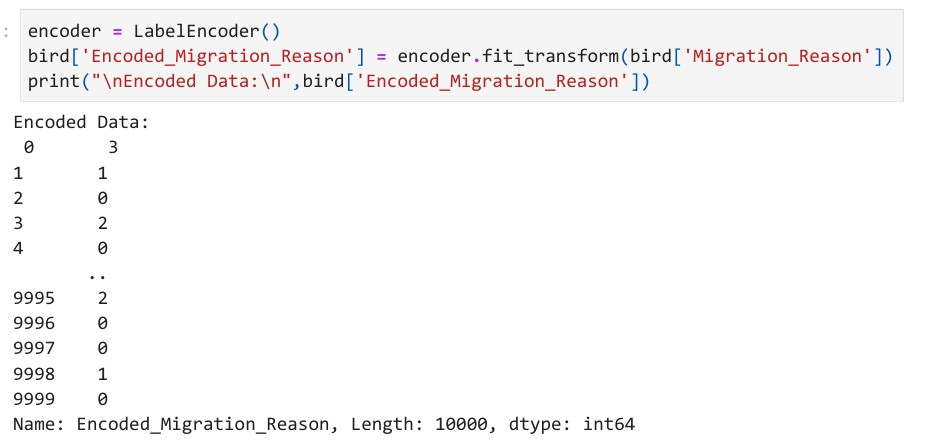 : encoder = LabelEncoder()
bird['Encoded_Migration_Reason'] = encoder.fit_transform(bird['Migration_Reason'])
print("\nEncoded Data:\n",bird['Encoded_Migration_Reason'])
Encoded Data:
 0       3
1       1
2       0
3       2
4       0
       ..
9995    2
9996    0
9997    0
9998    1
9999    0
Name: Encoded_Migration_Reason, Length: 10000, dtype: int64